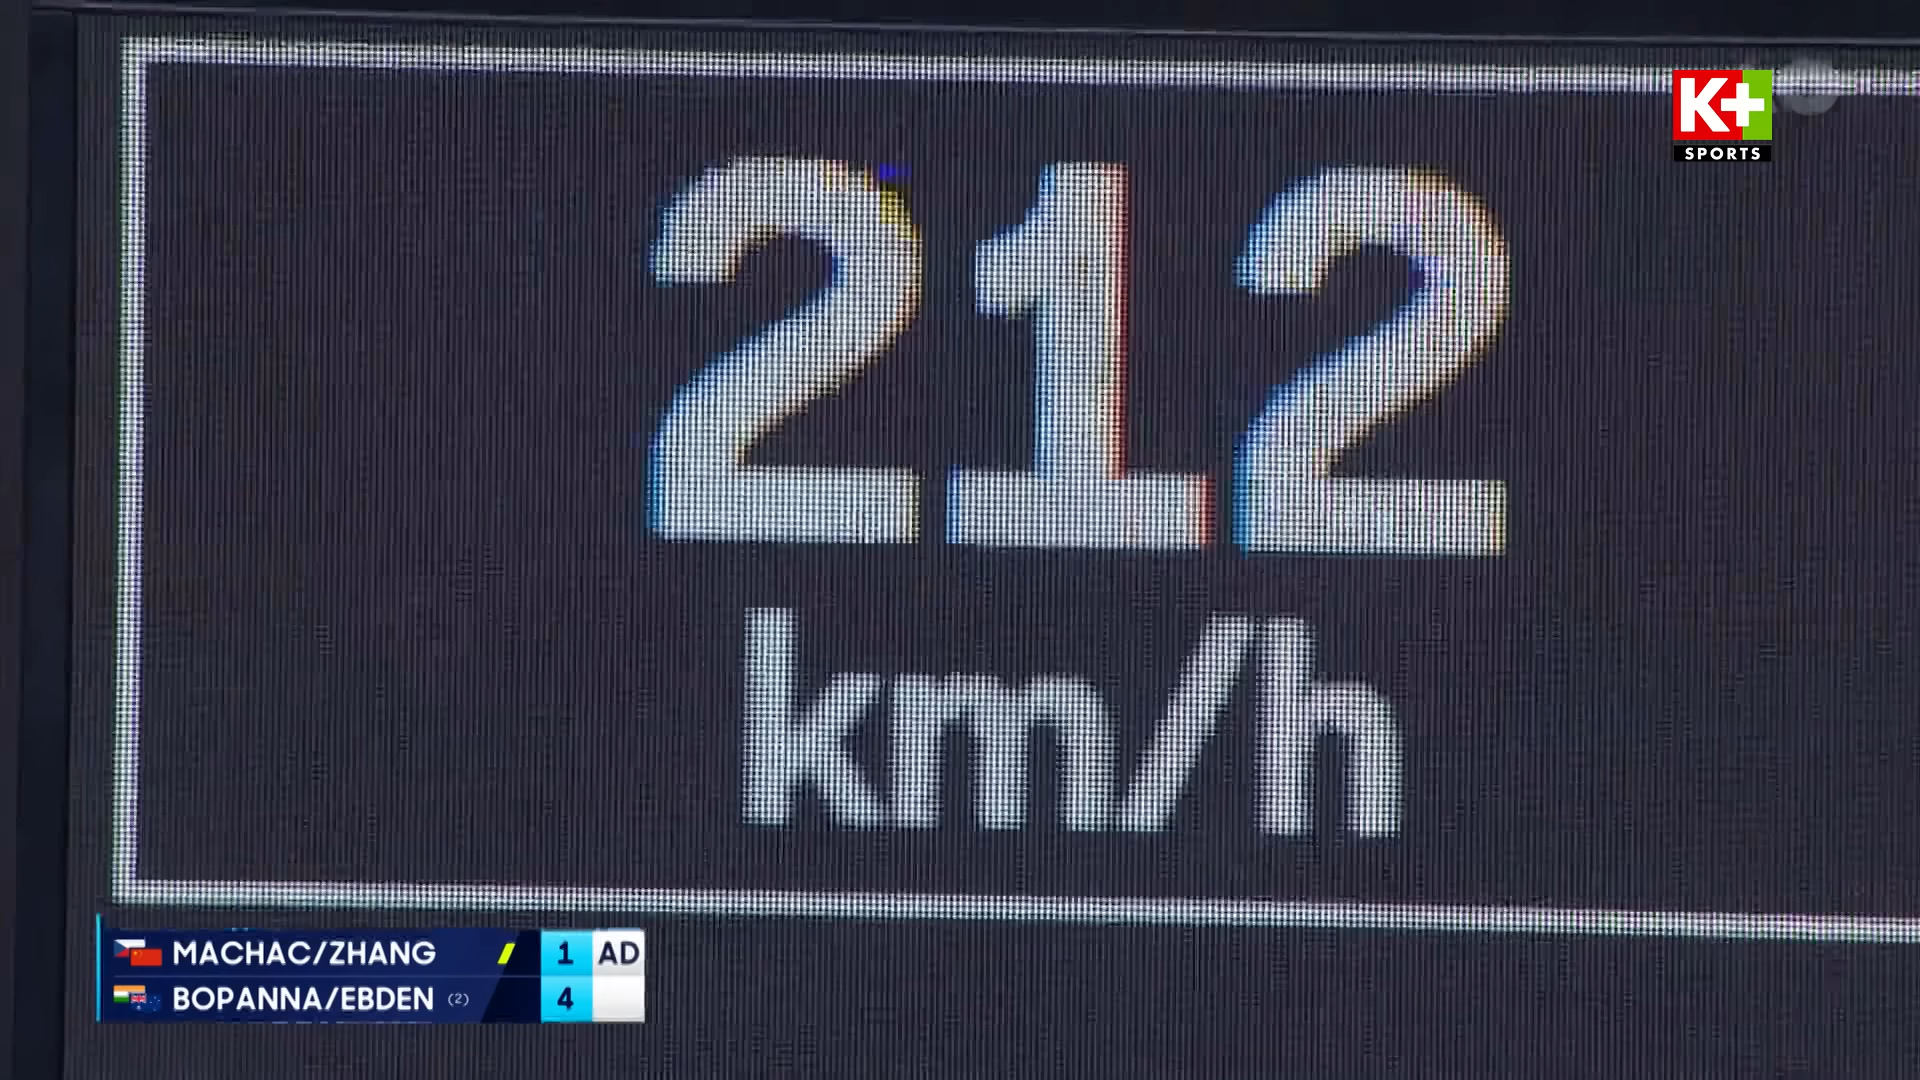 K+
SPORTS
212
km/h
MACHAC/ZHANG 1 AD
BOPANNA/EBDEN (2) 4